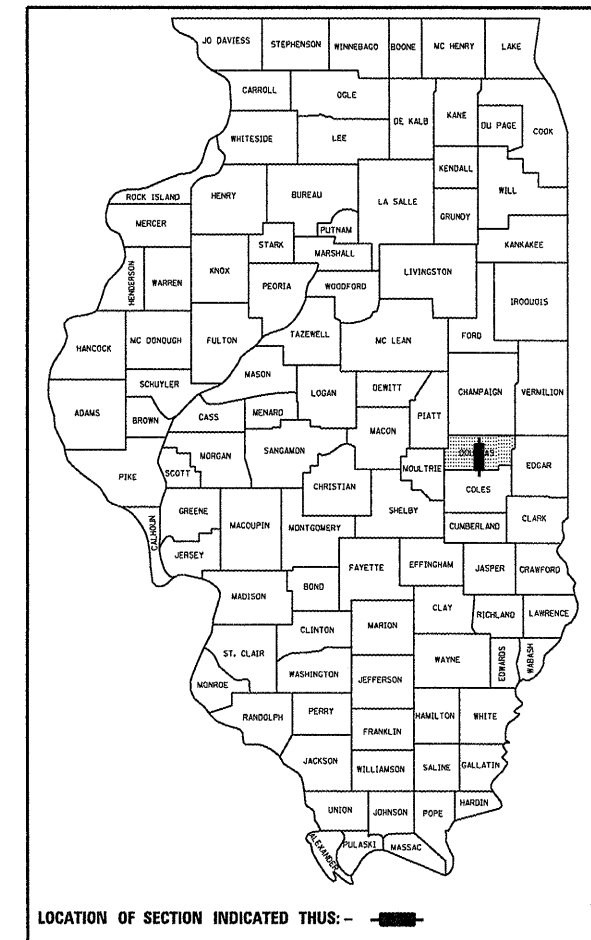 JO DAVIESS STEPHENSON WINNEBAGO BOONE MC HENRY LAKE
CARROLL OGLE DE KALB KANE DU PAGE COOK
WHITESIDE LEE KENDALL WILL
ROCK ISLAND HENRY BUREAU LA SALLE GRUNDY
MERCER PUTNAM KANKAKEE
STARK MARSHALL LIVINGSTON
HENDERSON WARREN KNOX PEORIA WOODFORD IROQUOIS
HANCOCK MC DONOUGH FULTON TAZEWELL MC LEAN FORD
SCHUYLER MASON LOGAN DEWITT CHAMPAIGN VERMILION
ADAMS BROWN CASS MENARD MACON PIATT
PIKE SCOTT MORGAN SANGAMON CHRISTIAN MOULTRIE DOUGLAS EDGAR
COLES
CALHOUN GREENE MACOUPIN MONTGOMERY SHELBY CUMBERLAND CLARK
JERSEY FAYETTE EFFINGHAM JASPER CRAWFORD
MADISON BOND CLAY RICHLAND LAWRENCE
ST. CLAIR CLINTON MARION WAYNE EDWARDS WABASH
MONROE WASHINGTON JEFFERSON
RANDOLPH PERRY FRANKLIN HAMILTON WHITE
JACKSON WILLIAMSON SALINE GALLATIN
UNION JOHNSON POPE HARDIN
ALEXANDER PULASKI MASSAC
LOCATION OF SECTION INDICATED THUS: -